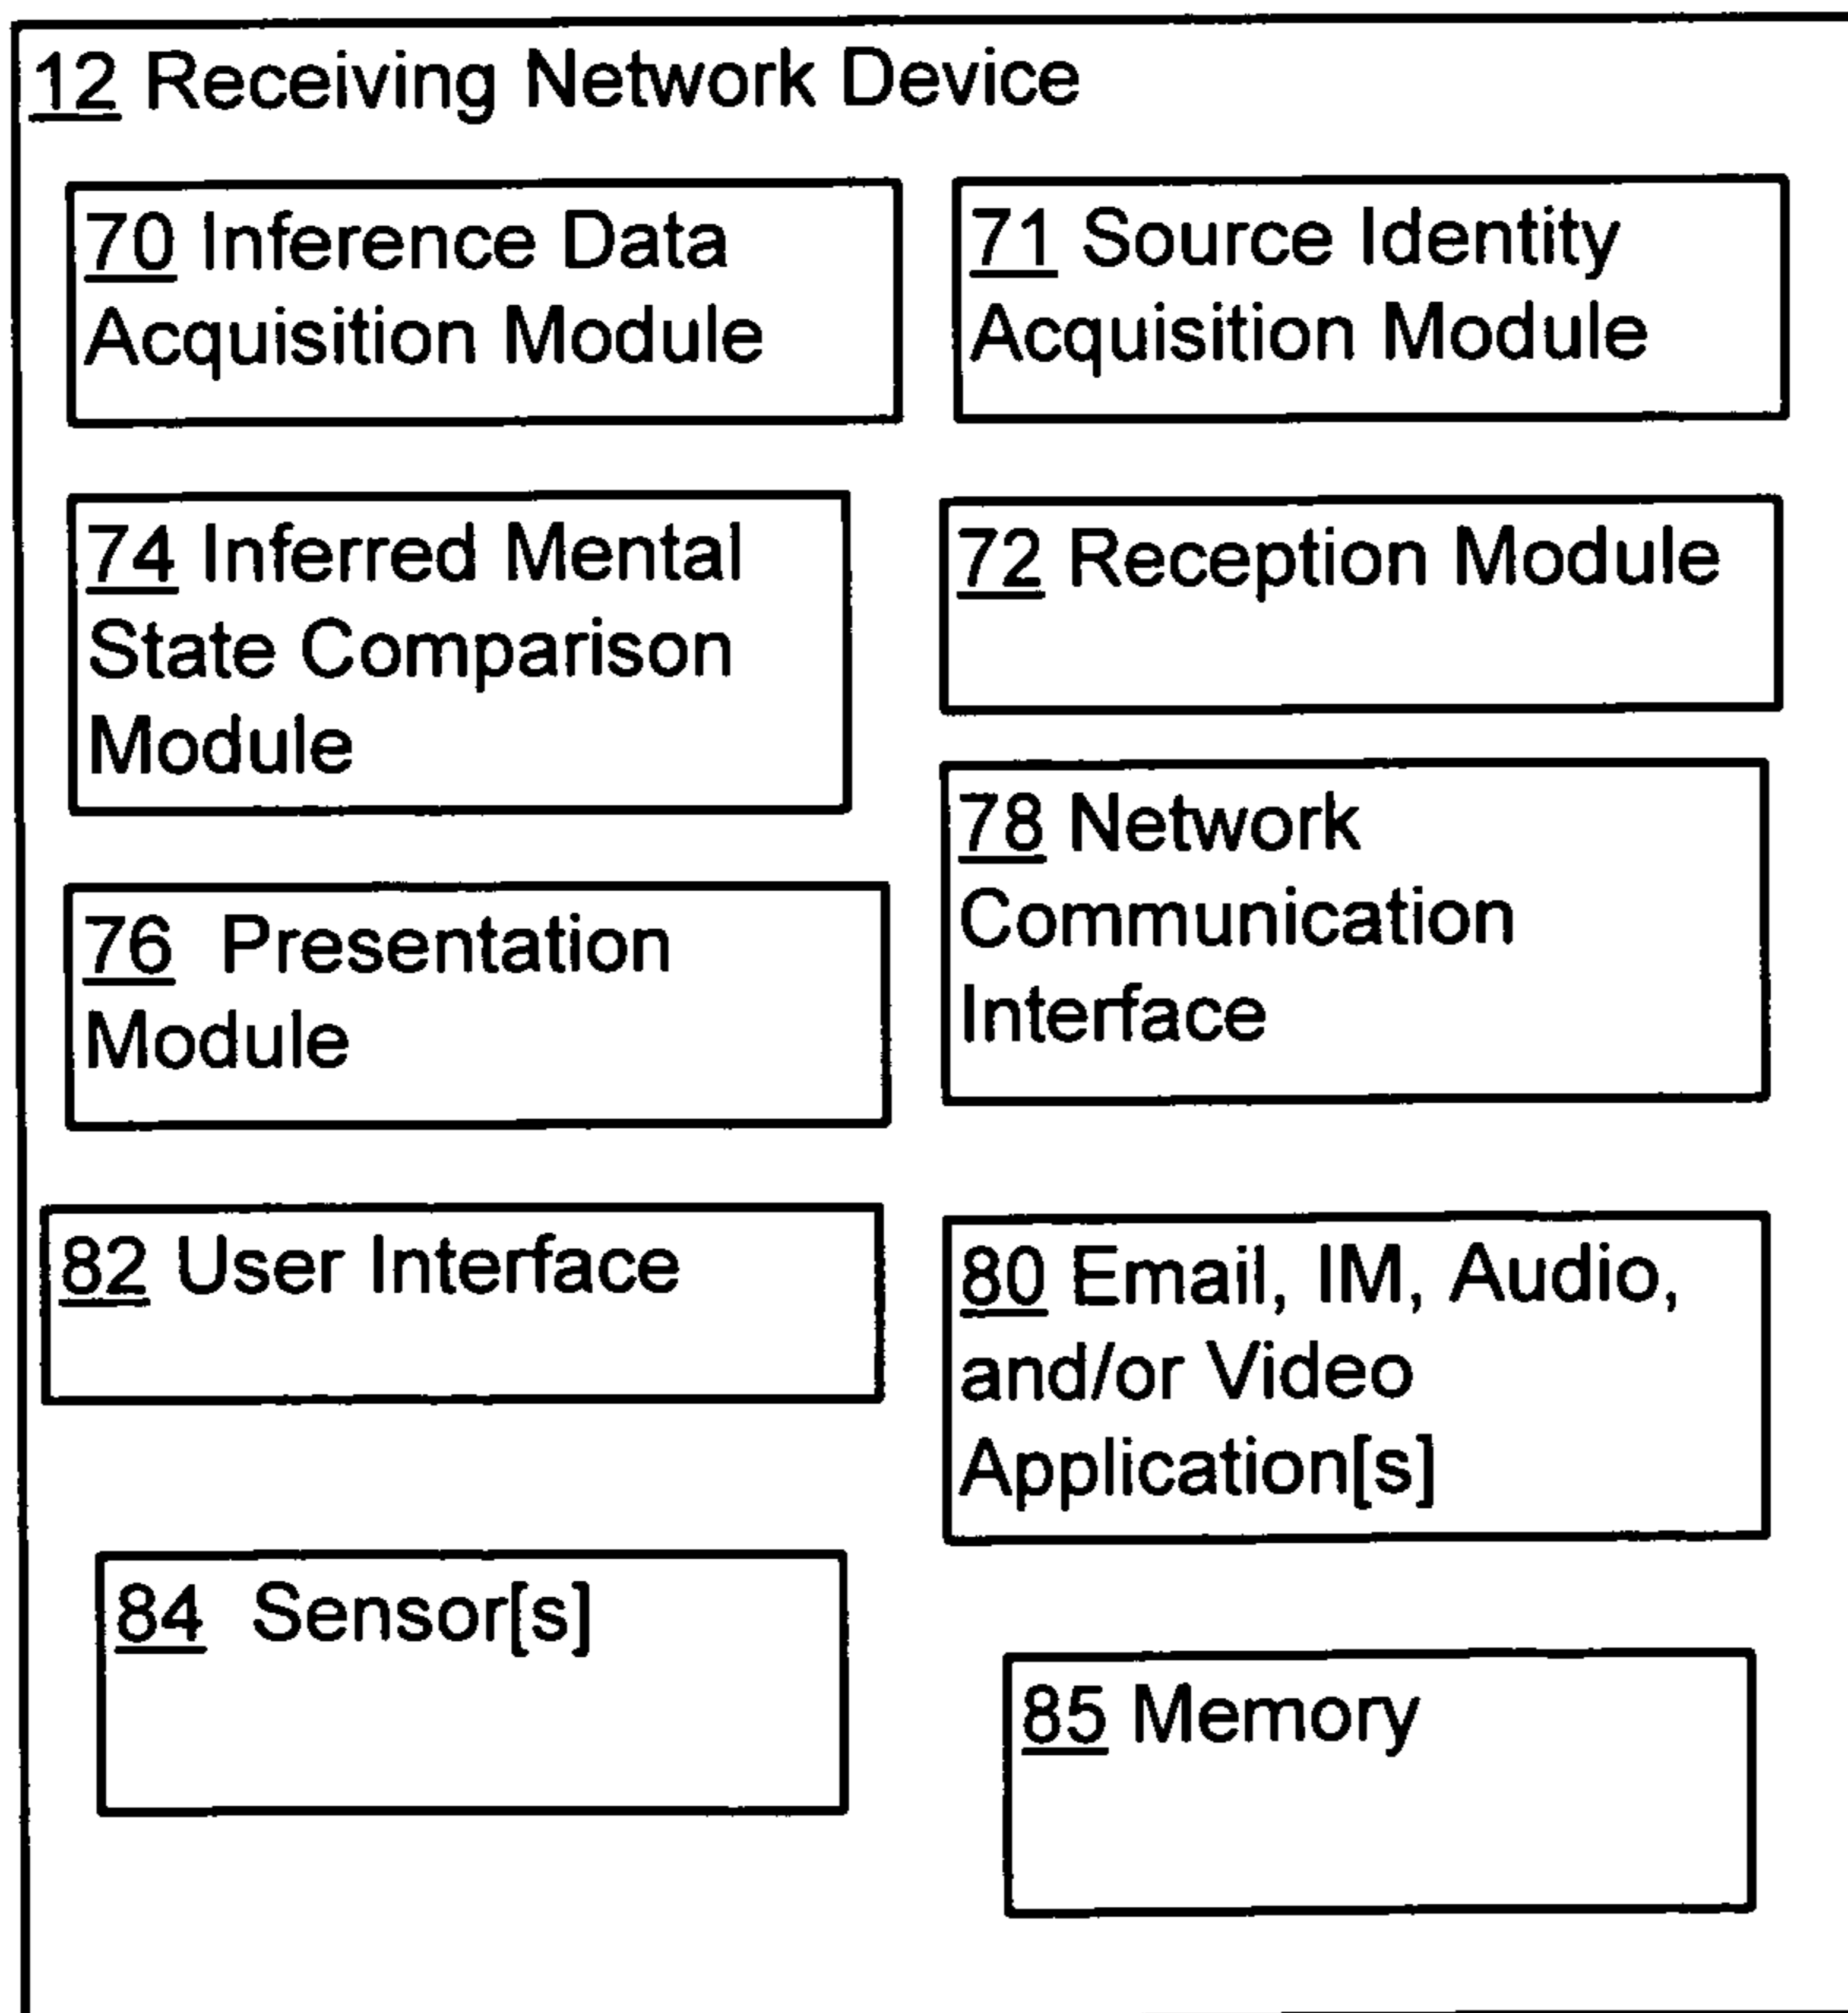 12 Receiving Network Device
70 Inference Data
Acquisition Module
71 Source Identity
Acquisition Module
74 Inferred Mental
State Comparison
Module
72 Reception Module
76 Presentation
Module
78 Network
Communication
Interface
82 User Interface
80 Email, IM, Audio,
and/or Video
Application[s]
84 Sensor[s]
85 Memory